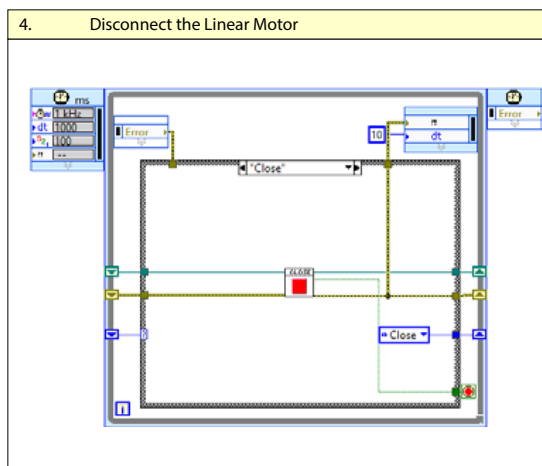 4. Disconnect the Linear Motor
ms
1 kHz
dt 1000
100
--
Error
10
dt
Error
"Close"
CLOSE
Close
i